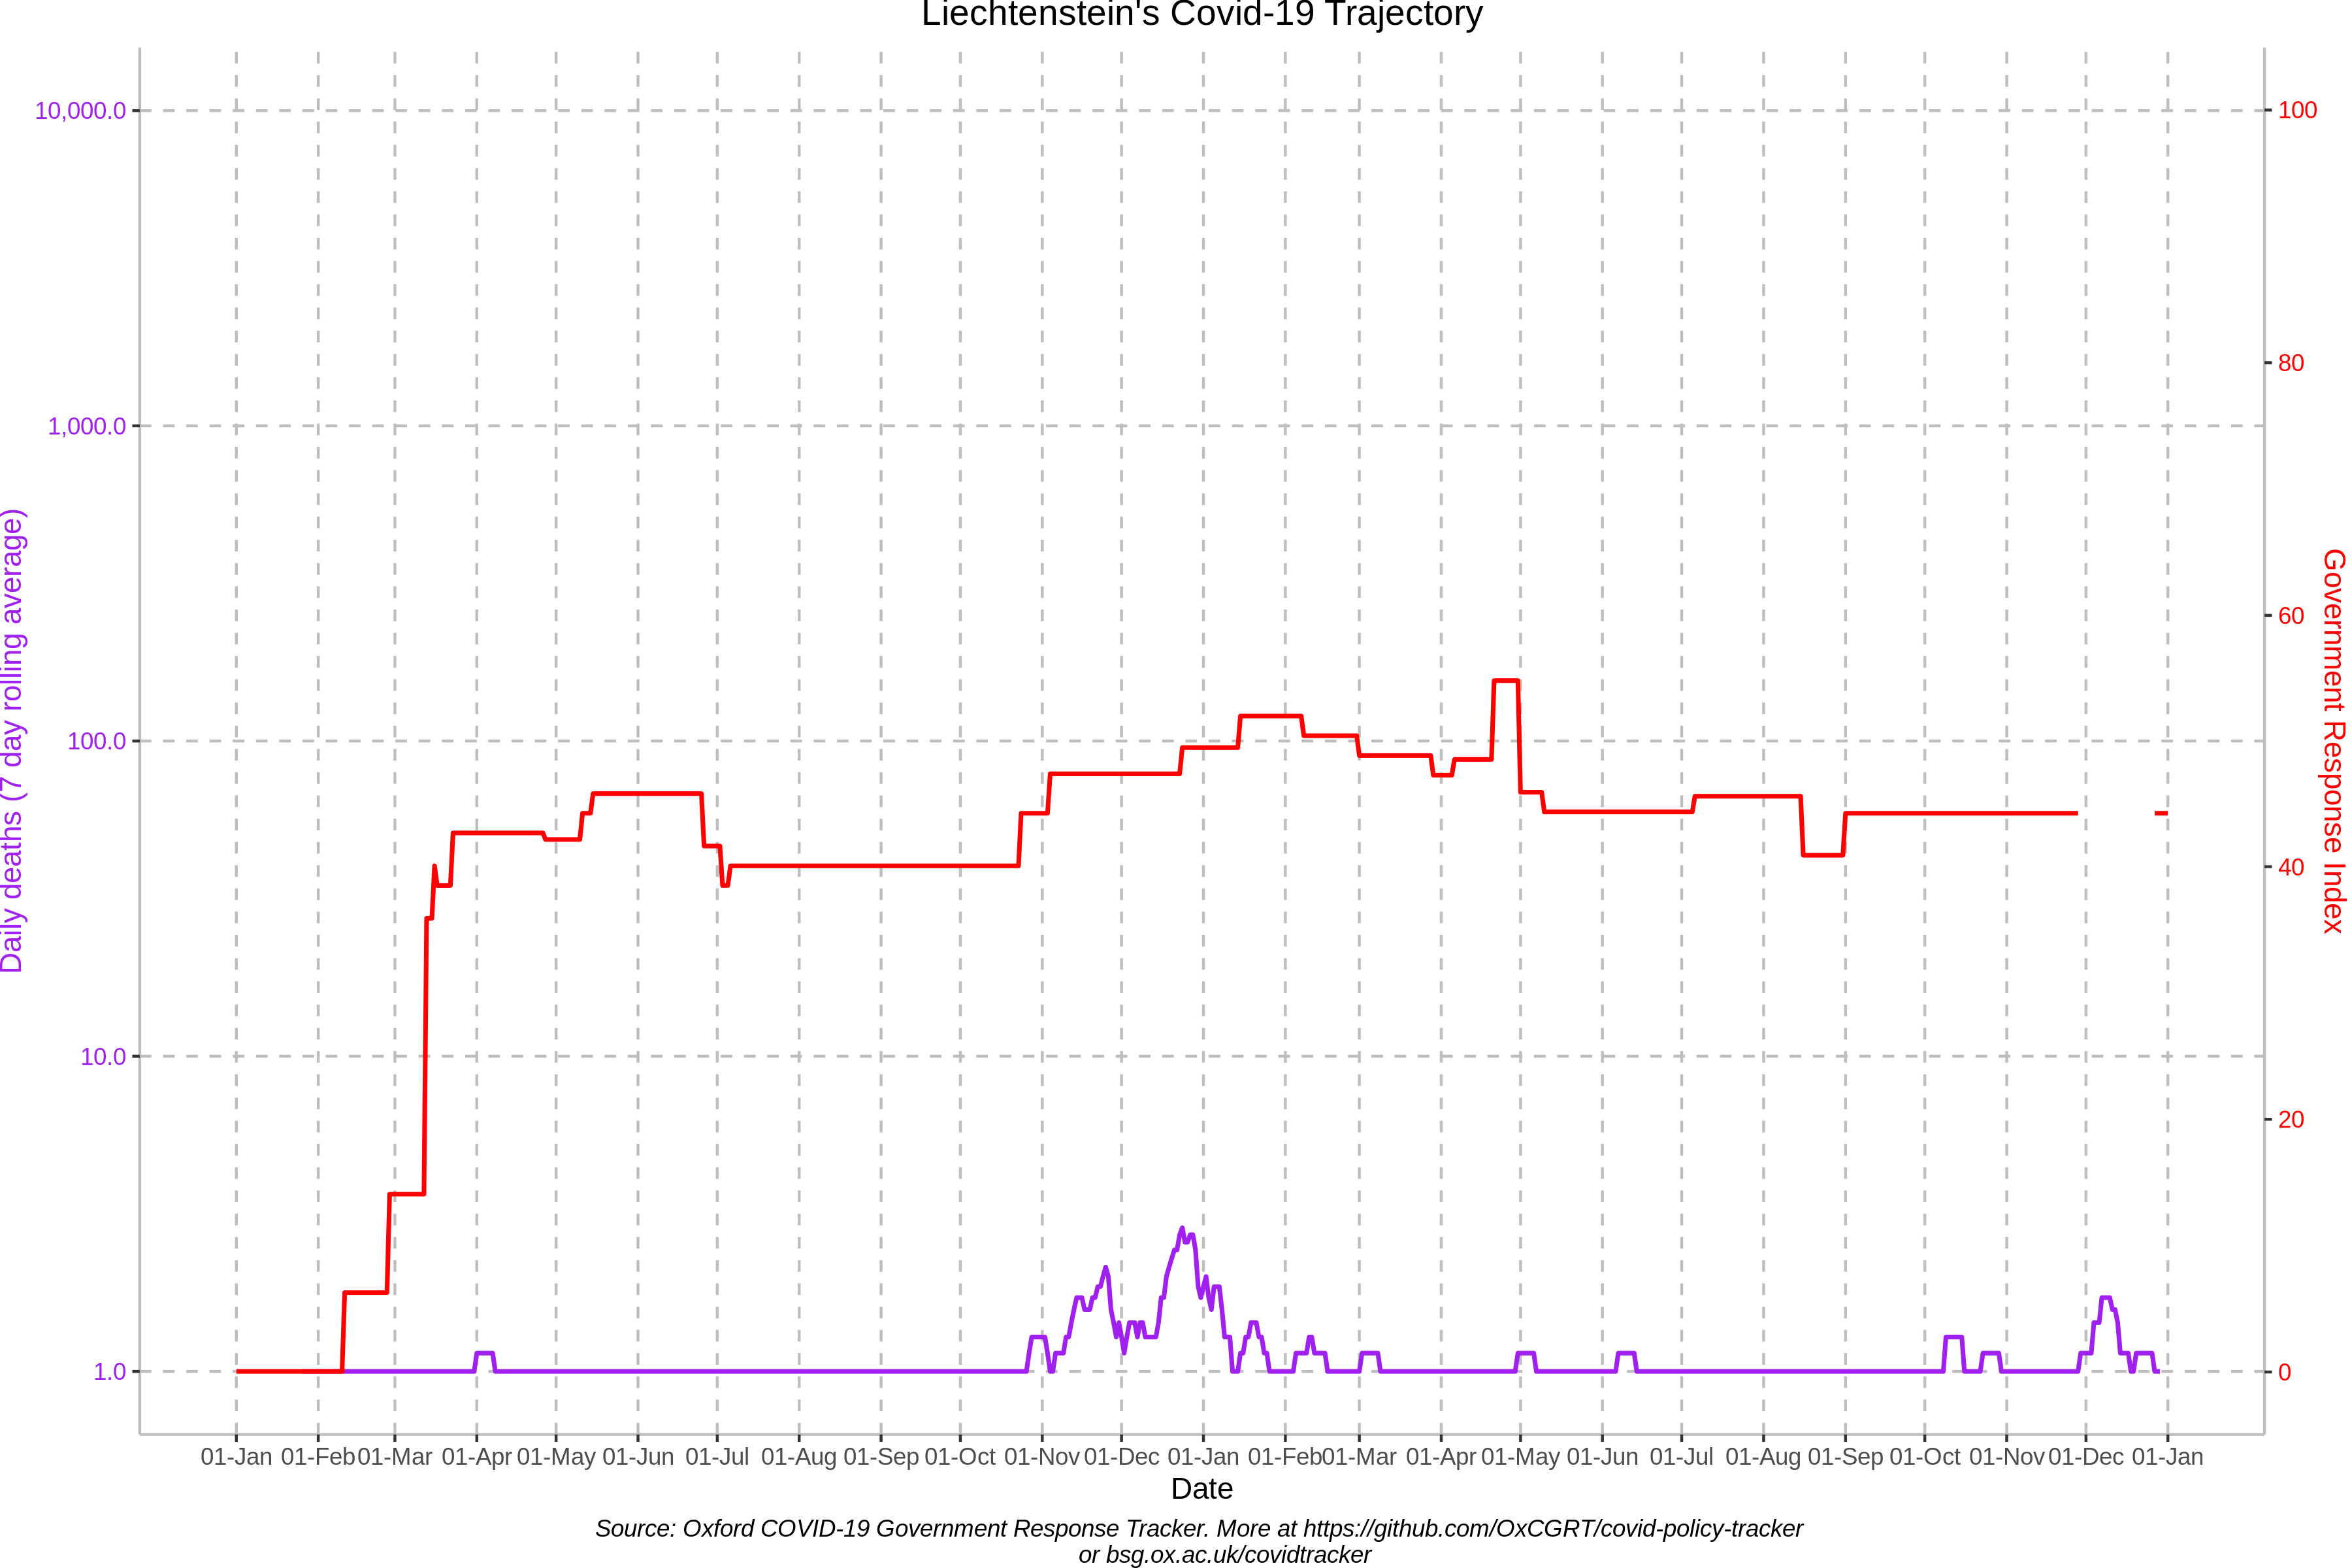 Liechtenstein's Covid-19 Trajectory
10,000.0
1,000.0
100.0
10.0
1.0
Daily deaths (7 day rolling average)
100
80
60
40
20
0
Government Response Index
01-Jan 01-Feb 01-Mar 01-Apr 01-May 01-Jun 01-Jul 01-Aug 01-Sep 01-Oct 01-Nov 01-Dec 01-Jan 01-Feb 01-Mar 01-Apr 01-May 01-Jun 01-Jul 01-Aug 01-Sep 01-Oct 01-Nov 01-Dec 01-Jan
Date
Source: Oxford COVID-19 Government Response Tracker. More at https://github.com/OxCGRT/covid-policy-tracker
or bsg.ox.ac.uk/covidtracker